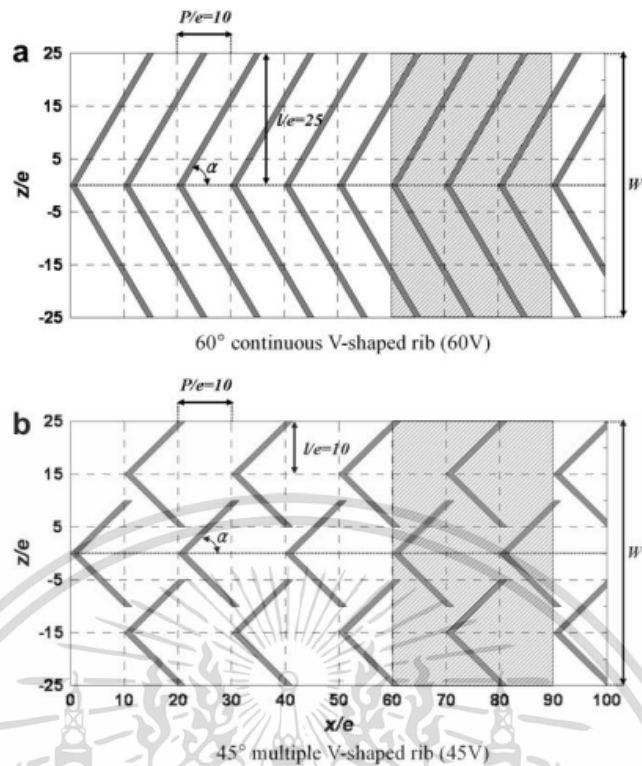 P/e=10
a
25
15
5
-5
-15
-25
z/e
l/e=25
α
W
60° continuous V-shaped rib (60V)
P/e=10
b
25
15
5
-5
-15
-25
z/e
l/e=10
α
W
0 10 20 30 40 50 60 70 80 90 100
x/e
45° multiple V-shaped rib (45V)